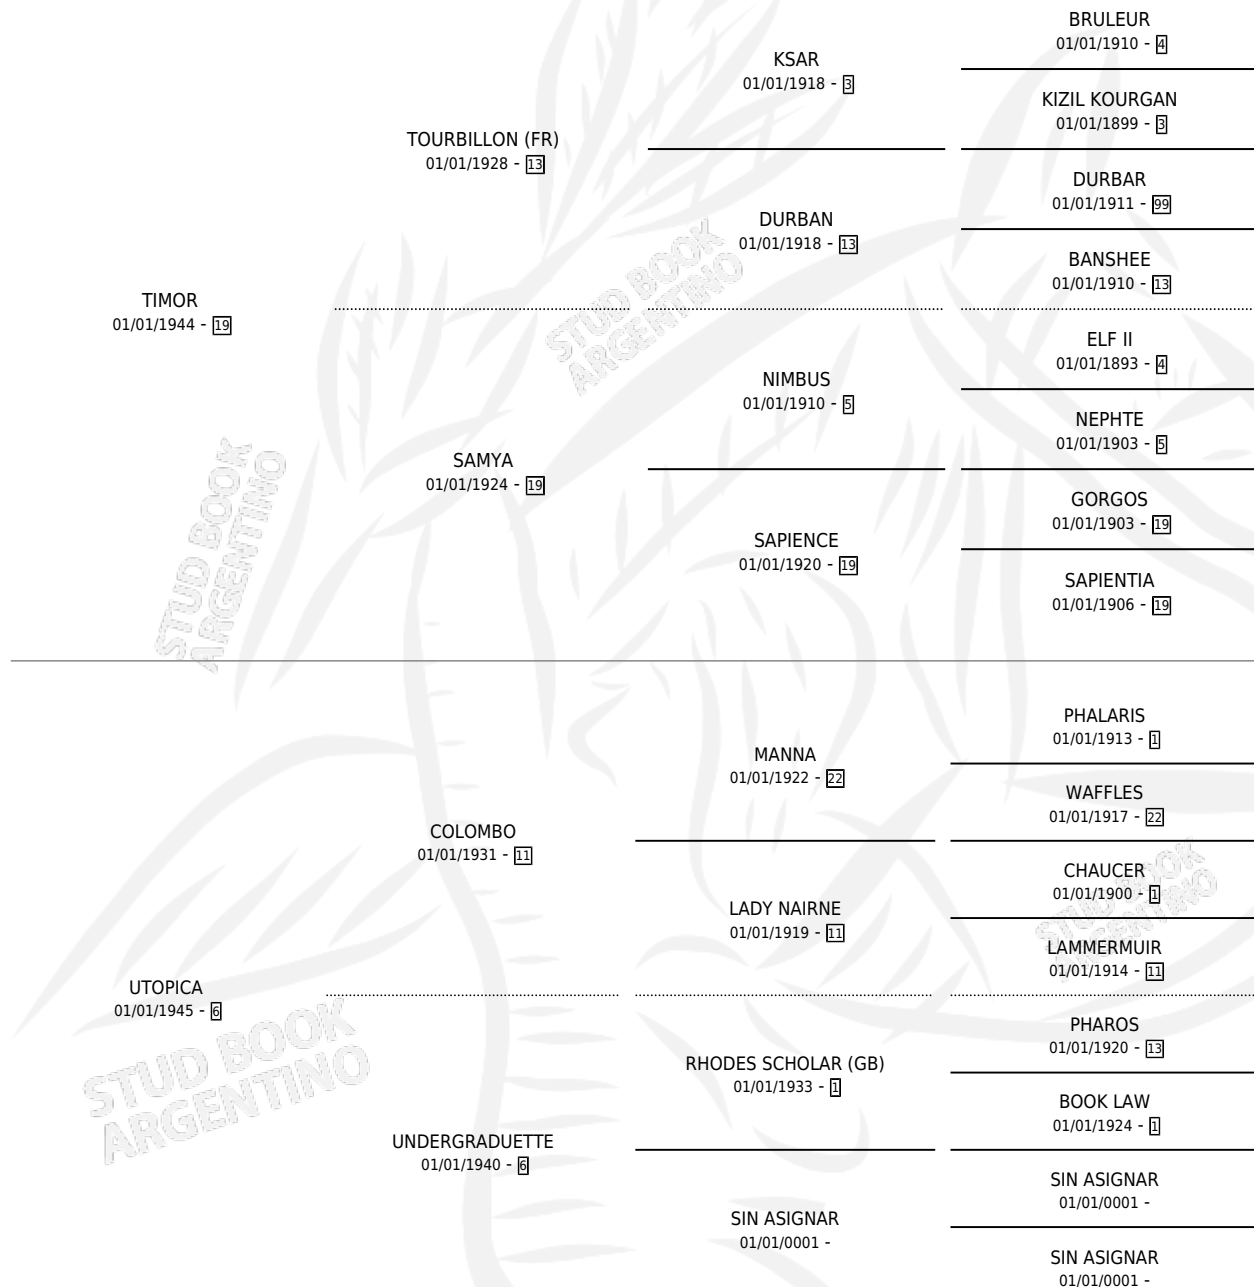 BRULEUR
01/01/1910 - 4
KSAR
01/01/1918 - 3
KIZIL KOURGAN
01/01/1899 - 3
TOURBILLON (FR)
01/01/1928 - 13
DURBAR
01/01/1911 - 99
DURBAN
01/01/1918 - 13
BANSHEE
01/01/1910 - 13
TIMOR
01/01/1944 - 19
ELF II
01/01/1893 - 4
NIMBUS
01/01/1910 - 5
NEPHTE
01/01/1903 - 5
SAMYA
01/01/1924 - 19
GORGOS
01/01/1903 - 19
SAPIENCE
01/01/1920 - 19
SAPIENTIA
01/01/1906 - 19
PHALARIS
01/01/1913 - 1
MANNA
01/01/1922 - 22
WAFFLES
01/01/1917 - 22
COLOMBO
01/01/1931 - 11
CHAUCER
01/01/1900 - 1
LADY NAIRNE
01/01/1919 - 11
LAMMERMUIR
01/01/1914 - 11
UTOPICA
01/01/1945 - 6
PHAROS
01/01/1920 - 13
RHODES SCHOLAR (GB)
01/01/1933 - 1
BOOK LAW
01/01/1924 - 1
UNDERGRADUETTE
01/01/1940 - 6
SIN ASIGNAR
01/01/0001 -
SIN ASIGNAR
01/01/0001 -
SIN ASIGNAR
01/01/0001 -
STUD BOOK
ARGENTINO
STUD BOOK
ARGENTINO
STUD BOOK
ARGENTINO
STUD BOOK
ARGENTINO